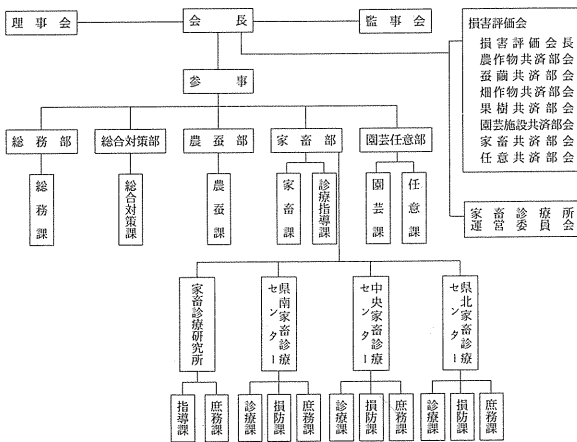 理事会
会長
監事会
損害評価会
損害評価会長
農作物共済部会
蚕繭共済部会
畑作物共済部会
果樹共済部会
園芸施設共済部会
家畜共済部会
任意共済部会
参事
総務部
総合対策部
農蚕部
家畜部
園芸任意部
総務課
総合対策課
農蚕課
家畜課
診療指導課
園芸課
任意課
家畜診療所
運営委員会
家畜診療研究所
県南家畜診療
センター
中央家畜診療
センター
県北家畜診療
センター
指導課
庶務課
診療課
損防課
庶務課
診療課
損防課
庶務課
診療課
損防課
庶務課